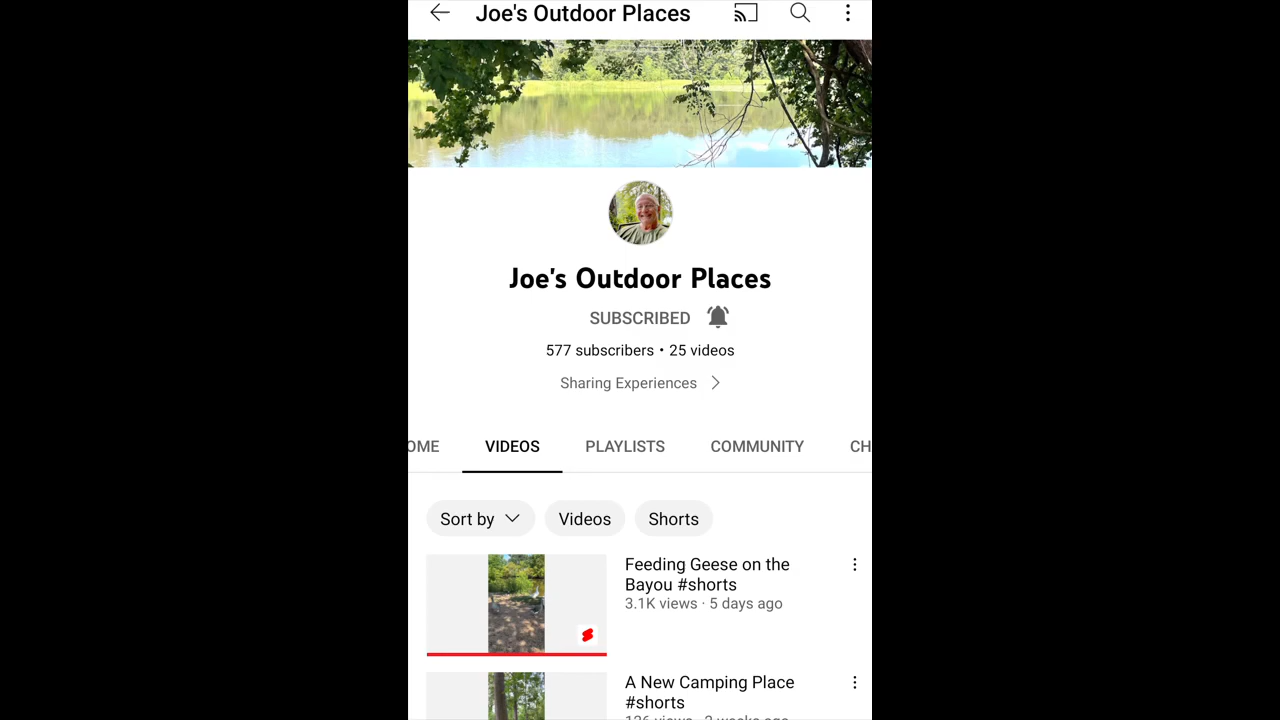 Joe's Outdoor Places
Joe's Outdoor Places
SUBSCRIBED
577 subscribers • 25 videos
Sharing Experiences
OME VIDEOS PLAYLISTS COMMUNITY CH
Sort by Videos Shorts
Feeding Geese on the
Bayou #shorts
3.1K views · 5 days ago
A New Camping Place
#shorts